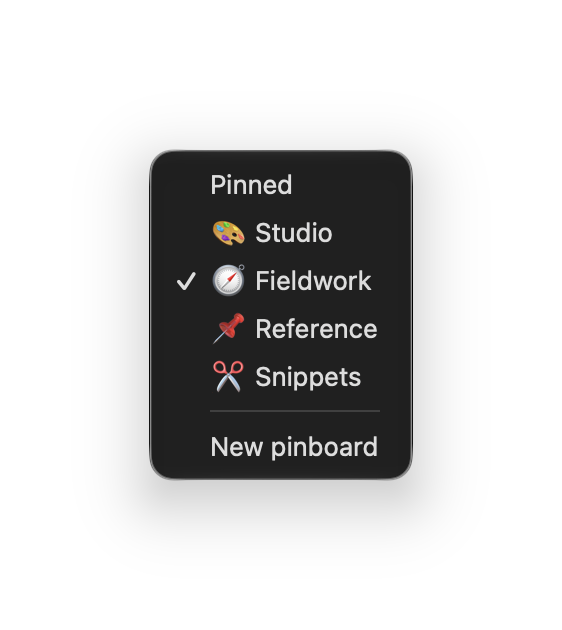 Pinned
🎨 Studio
✓ 🧭 Fieldwork
📌 Reference
✂️ Snippets
New pinboard